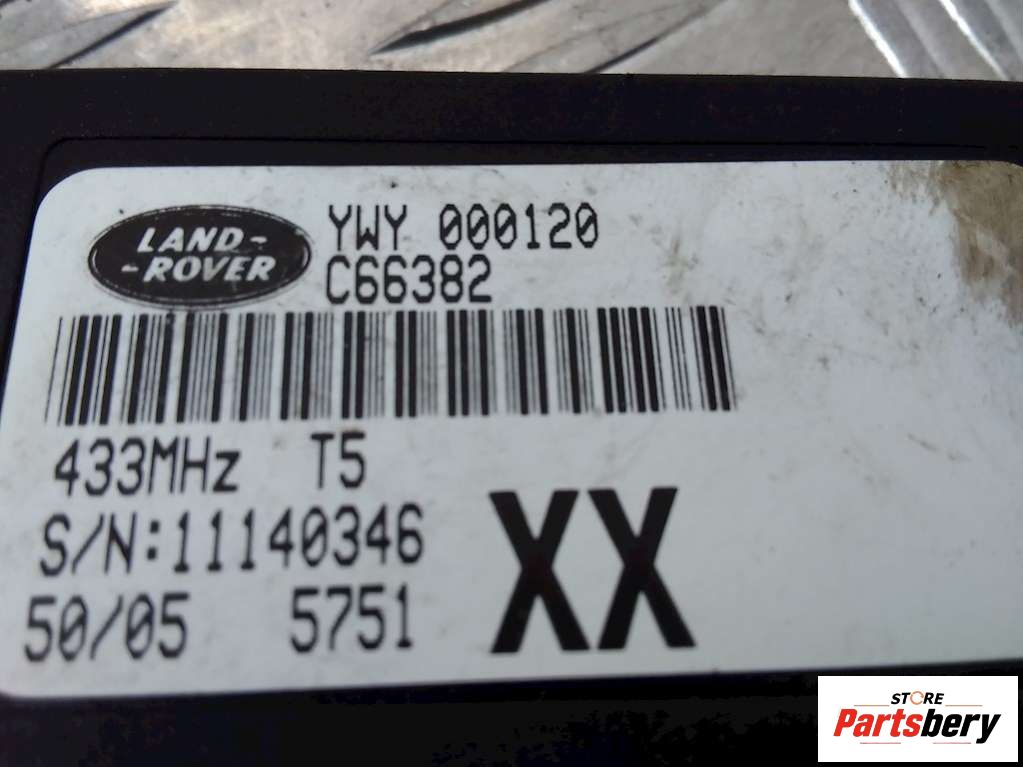 LAND-
-ROVER
YWY 000120
C66382
433MHz T5
S/N:11140346
50/05 5751
XX
STORE
Partsbery